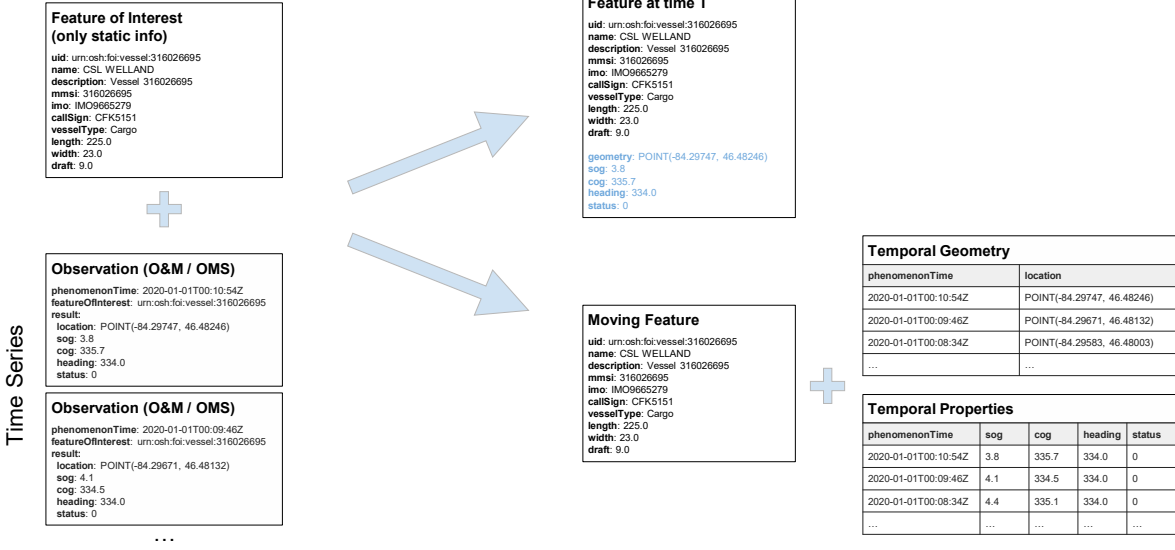 Feature of Interest
(only static info)
uid: urn:osh:foi:vessel:316026695
name: CSL WELLAND
description: Vessel 316026695
mmsi: 316026695
imo: IMO9665279
callSign: CFK5151
vesselType: Cargo
length: 225.0
width: 23.0
draft: 9.0
Time Series
Observation (O&M / OMS)
phenomenonTime: 2020-01-01T00:10:54Z
featureOfInterest: urn:osh:foi:vessel:316026695
result:
location: POINT(-84.29747, 46.48246)
sog: 3.8
cog: 335.7
heading: 334.0
status: 0
Observation (O&M / OMS)
phenomenonTime: 2020-01-01T00:09:46Z
featureOfInterest: urn:osh:foi:vessel:316026695
result:
location: POINT(-84.29671, 46.48132)
sog: 4.1
cog: 334.5
heading: 334.0
status: 0
...
Feature at time T
uid: urn:osh:foi:vessel:316026695
name: CSL WELLAND
description: Vessel 316026695
mmsi: 316026695
imo: IMO9665279
callSign: CFK5151
vesselType: Cargo
length: 225.0
width: 23.0
draft: 9.0
geometry: POINT(-84.29747, 46.48246)
sog: 3.8
cog: 335.7
heading: 334.0
status: 0
Moving Feature
uid: urn:osh:foi:vessel:316026695
name: CSL WELLAND
description: Vessel 316026695
mmsi: 316026695
imo: IMO9665279
callSign: CFK5151
vesselType: Cargo
length: 225.0
width: 23.0
draft: 9.0
Temporal Geometry
phenomenonTime location
2020-01-01T00:10:54Z POINT(-84.29747, 46.48246)
2020-01-01T00:09:46Z POINT(-84.29671, 46.48132)
2020-01-01T00:08:34Z POINT(-84.29583, 46.48003)
... ...
Temporal Properties
phenomenonTime sog cog heading status
2020-01-01T00:10:54Z 3.8 335.7 334.0 0
2020-01-01T00:09:46Z 4.1 334.5 334.0 0
2020-01-01T00:08:34Z 4.4 335.1 334.0 0
... ... ... ... ...